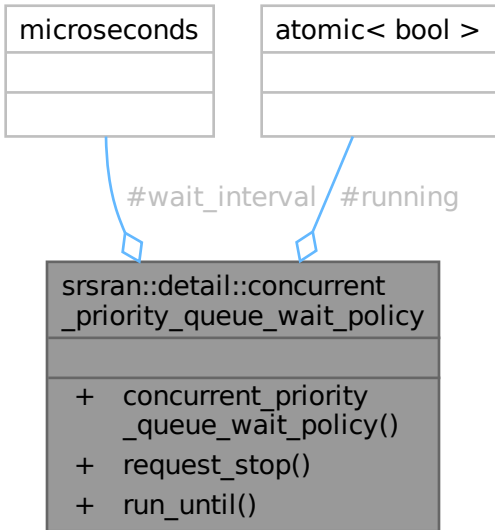 microseconds
atomic< bool >
#wait_interval
#running
srsran::detail::concurrent
_priority_queue_wait_policy
+ concurrent_priority
_queue_wait_policy()
+ request_stop()
+ run_until()